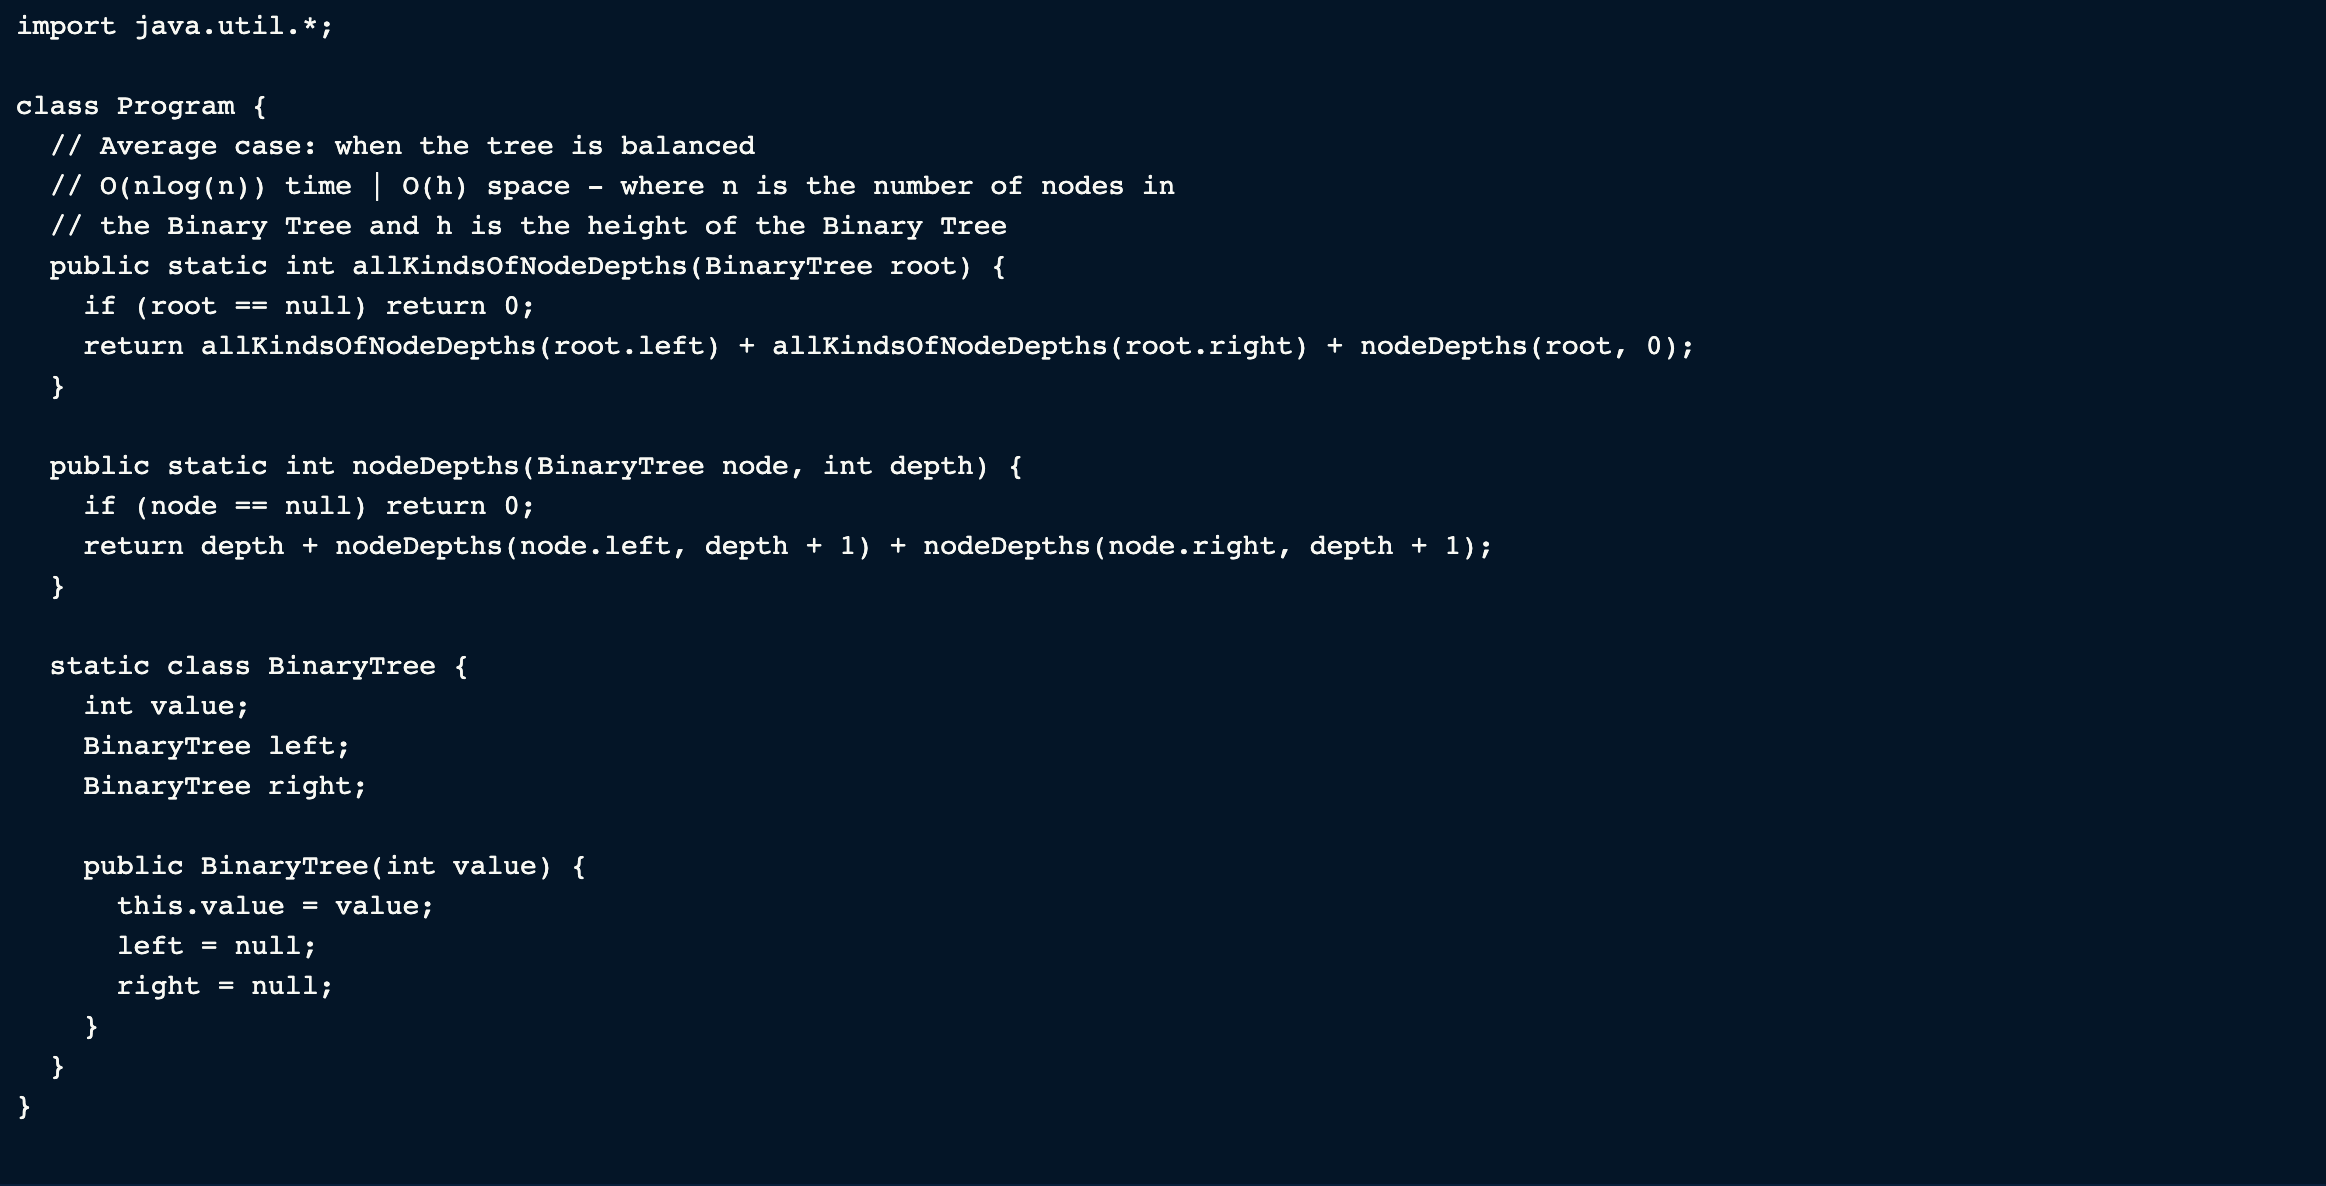 import java.util.*;

class Program {
  // Average case: when the tree is balanced
  // O(nlog(n)) time | O(h) space – where n is the number of nodes in
  // the Binary Tree and h is the height of the Binary Tree
  public static int allKindsOfNodeDepths(BinaryTree root) {
    if (root == null) return 0;
    return allKindsOfNodeDepths(root.left) + allKindsOfNodeDepths(root.right) + nodeDepths(root, 0);
  }

  public static int nodeDepths(BinaryTree node, int depth) {
    if (node == null) return 0;
    return depth + nodeDepths(node.left, depth + 1) + nodeDepths(node.right, depth + 1);
  }

  static class BinaryTree {
    int value;
    BinaryTree left;
    BinaryTree right;

    public BinaryTree(int value) {
      this.value = value;
      left = null;
      right = null;
    }
  }
}